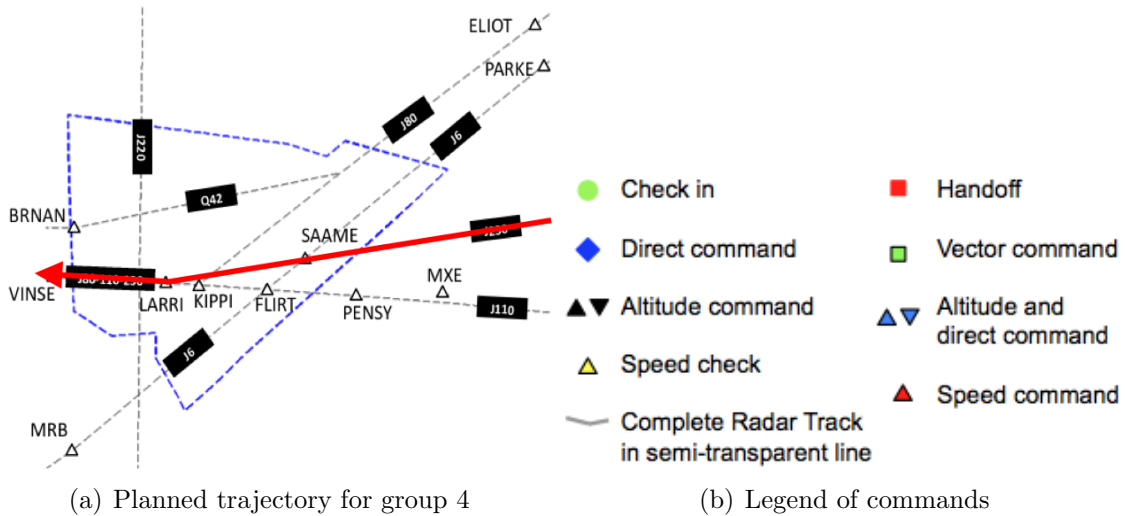 ELIOT
PARKE
J80
J6
J220
Q42
BRNAN
SAAME
MXE
VINSE
LARRI
KIPPI
FLIRT
PENSY
J110
J6
MRB
Check in
Handoff
Direct command
Vector command
Altitude command
Altitude and
direct command
Speed check
Speed command
Complete Radar Track
in semi-transparent line
(a) Planned trajectory for group 4
(b) Legend of commands